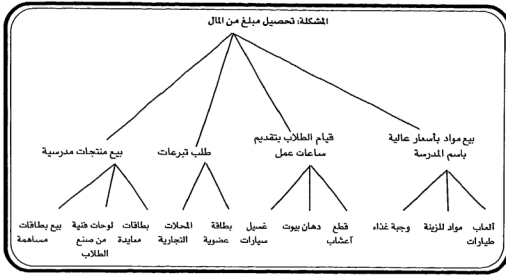 المشكلة: تحصيل مبلغ من المال
بيع مواد بأسعار عالية
باسم المدرسة
قيام الطلاب بتقديم
ساعات عمل
طلب تبرعات
بيع منتجات مدرسية
ألعاب
طيارات
مواد للزينة
وجبة غذاء
قطع
أعشاب
دهان بيوت
غسيل
سيارات
بطاقة
عضوية
المحلات
التجارية
بطاقات
معايدة
لوحات فنية
من صنع
الطلاب
بيع بطاقات
مساهمة